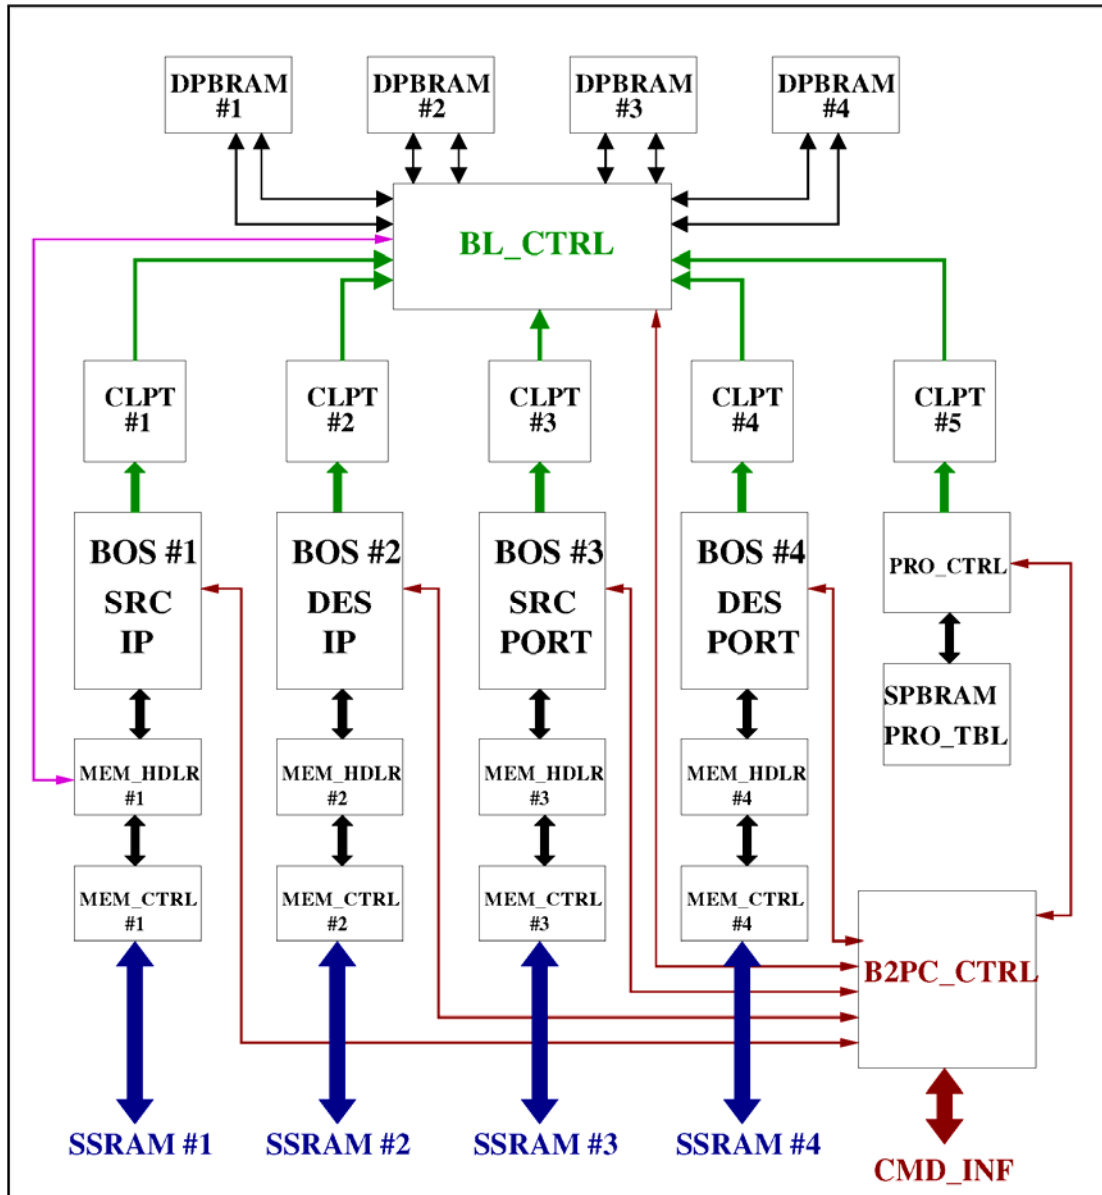 DPBRAM
#1
DPBRAM
#2
DPBRAM
#3
DPBRAM
#4
BL_CTRL
CLPT
#1
CLPT
#2
CLPT
#3
CLPT
#4
CLPT
#5
BOS #1
SRC
IP
BOS #2
DES
IP
BOS #3
SRC
PORT
BOS #4
DES
PORT
PRO_CTRL
SPBRAM
PRO_TBL
MEM_HDLR
#1
MEM_HDLR
#2
MEM_HDLR
#3
MEM_HDLR
#4
MEM_CTRL
#1
MEM_CTRL
#2
MEM_CTRL
#3
MEM_CTRL
#4
B2PC_CTRL
SSRAM #1
SSRAM #2
SSRAM #3
SSRAM #4
CMD_INF